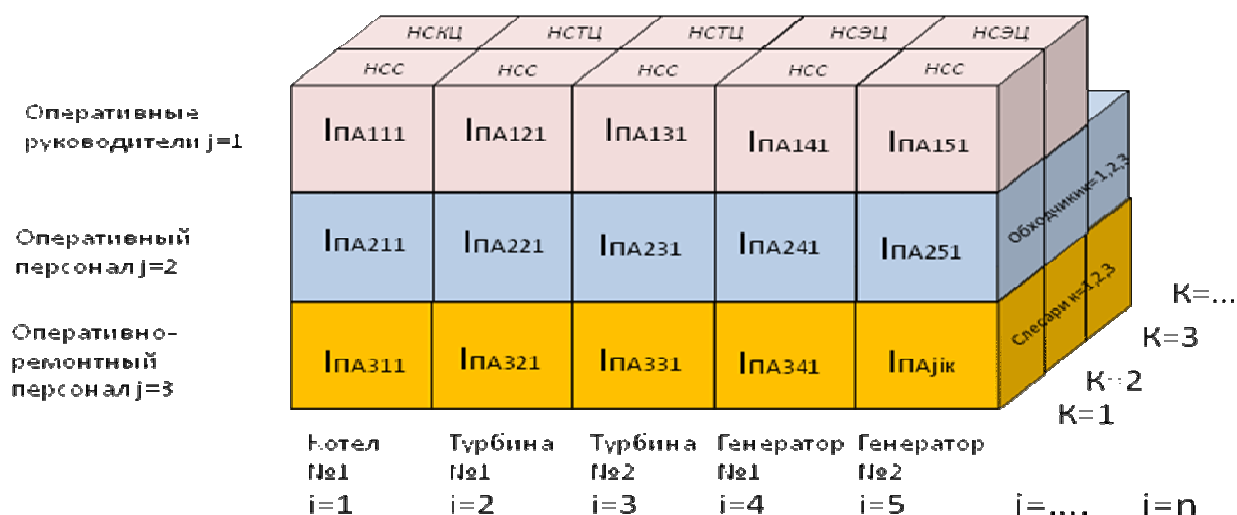 НСКЦ НСТЦ НСТЦ НСЭЦ НСЭЦ
НСС НСС НСС НСС НСС
Оперативные
руководители j=1
IПА111 IПА121 IПА131 IПА141 IПА151
Оперативный
персонал j=2
IПА211 IПА221 IПА231 IПА241 IПА251
Обходчикик=1,2,3
Оперативно-
ремонтный
персонал j=3
IПА311 IПА321 IПА331 IПА341 IПАjiк
Слесари к=1,2,3
К=...
К=3
К=2
К=1
Котел Турбина Турбина Генератор Генератор
№1 №1 №2 №1 №2
i=1 i=2 i=3 i=4 i=5 i=.... i=n